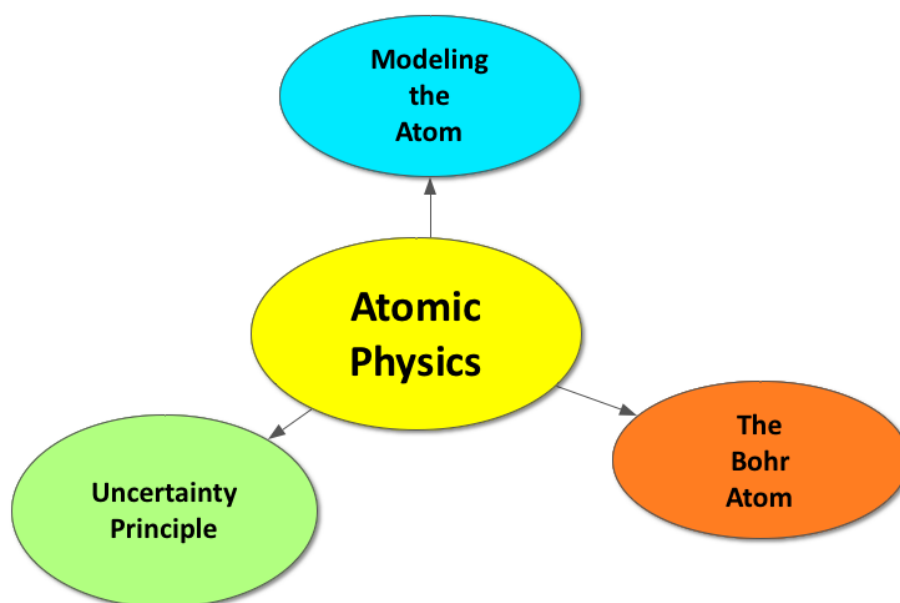 Modeling
the
Atom
Atomic
Physics
The
Bohr
Atom
Uncertainty
Principle